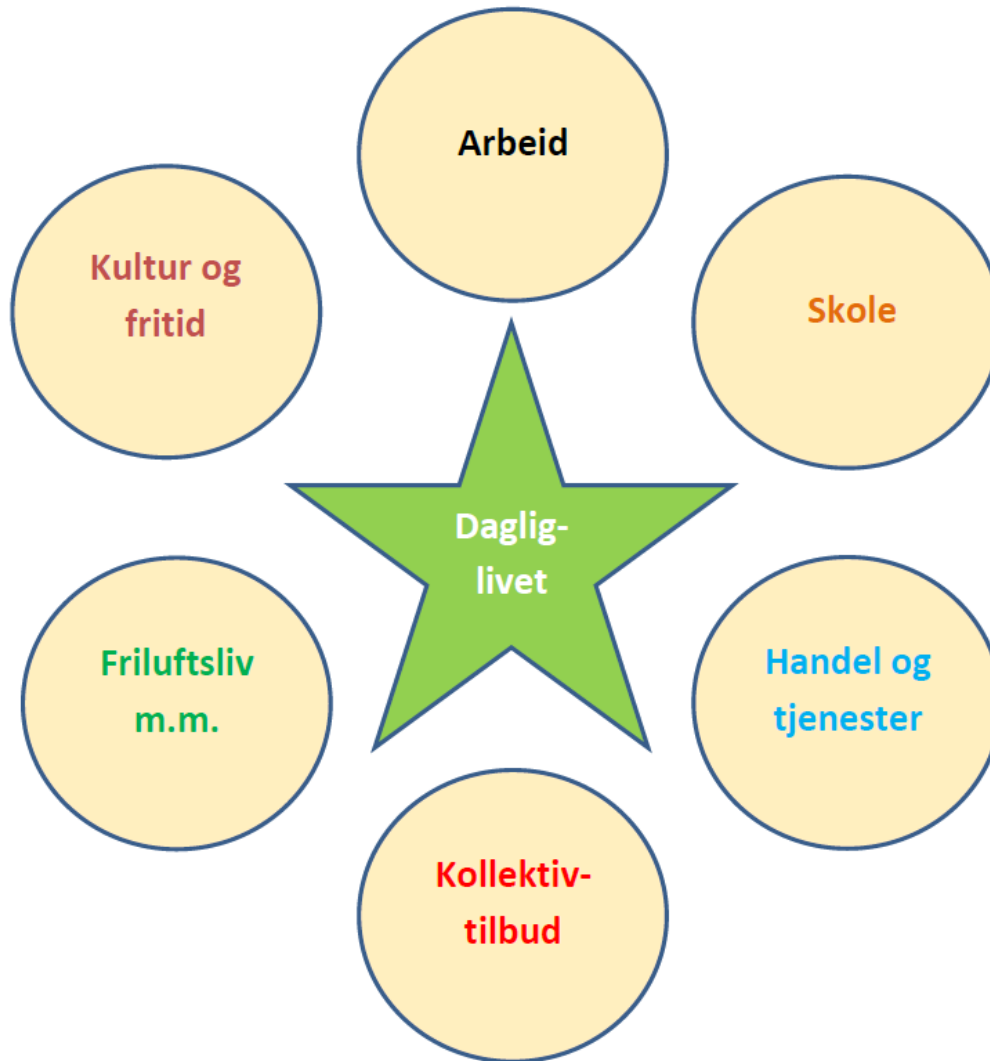 Arbeid
Kultur og
fritid
Skole
Daglig-
livet
Friluftsliv
m.m.
Handel og
tjenester
Kollektiv-
tilbud